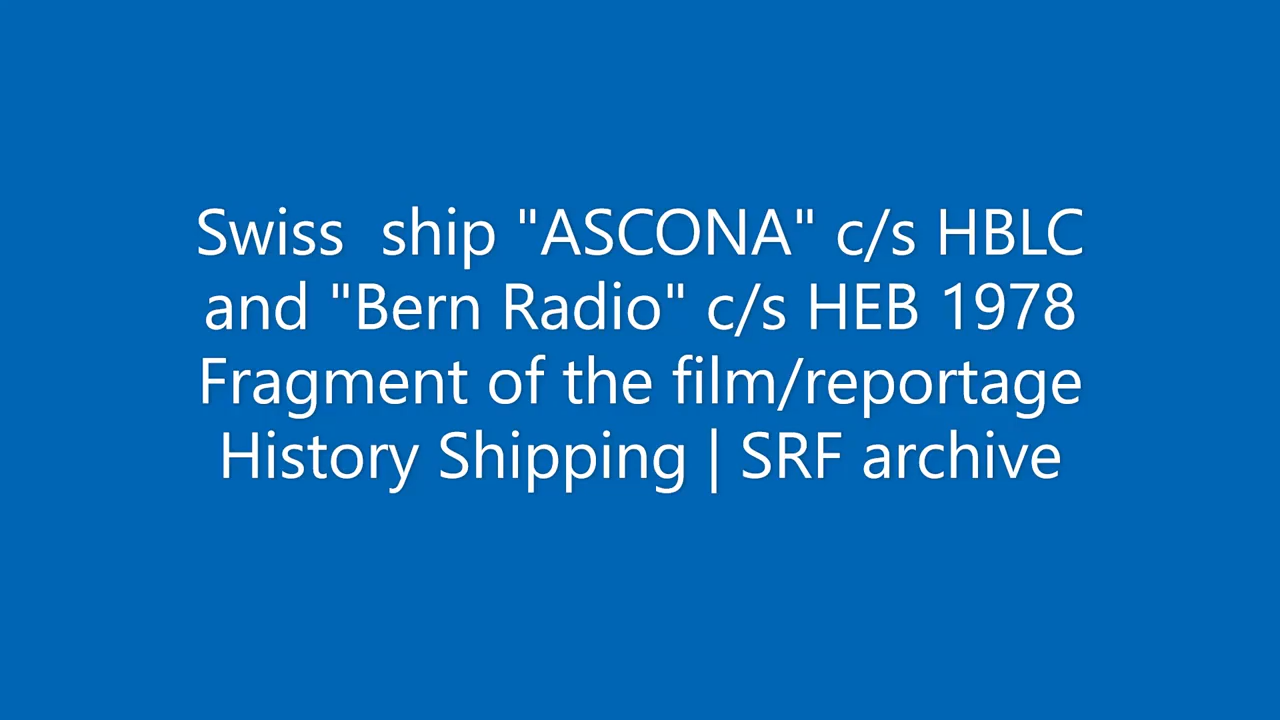 Swiss  ship "ASCONA" c/s HBLC
and "Bern Radio" c/s HEB 1978
Fragment of the film/reportage
History Shipping | SRF archive